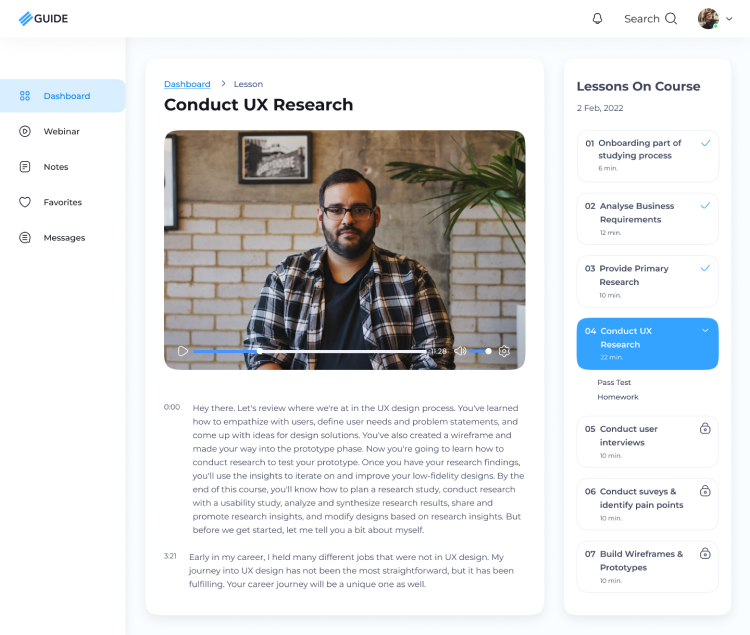 GUIDE
Search
Dashboard
Webinar
Notes
Favorites
Messages
Dashboard > Lesson
Conduct UX Research
11:28
0:00
Hey there. Let's review where we're at in the UX design process. You've learned
how to empathize with users, define user needs and problem statements, and
come up with ideas for design solutions. You've also created a wireframe and
made your way into the prototype phase. Now you're going to learn how to
conduct research to test your prototype. Once you have your research findings,
you'll use the insights to iterate on and improve your low-fidelity designs. By the
end of this course, you'll know how to plan a research study, conduct research
with a usability study, analyze and synthesize research results, share and
promote research insights, and modify designs based on research insights. But
before we get started, let me tell you a bit about myself.
3:21
Early in my career, I held many different jobs that were not in UX design. My
journey into UX design has not been the most straightforward, but it has been
fulfilling. Your career journey will be a unique one as well.
Lessons On Course
2 Feb, 2022
01 Onboarding part of
studying process
6 min.
02 Analyse Business
Requirements
12 min.
03 Provide Primary
Research
10 min.
04 Conduct UX
Research
22 min.
Pass Test
Homework
05 Conduct user
interviews
10 min.
06 Conduct suveys &
identify pain points
10 min.
07 Build Wireframes &
Prototypes
10 min.